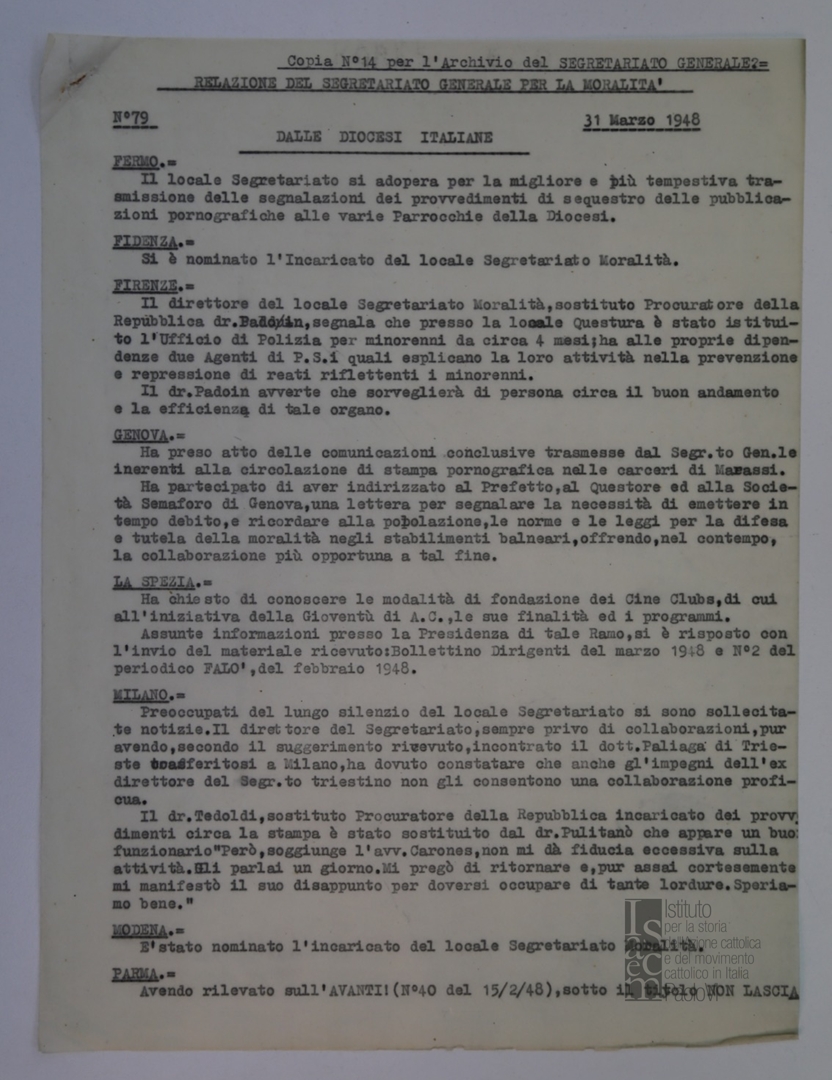 Copia N°14 per l'Archivio del SEGRETARIATO GENERALE?=
RELAZIONE DEL SEGRETARIATO GENERALE PER LA MORALITA'
N°79
31 Marzo 1948
DALLE DIOCESI ITALIANE
FERMO.=
Il locale Segretariato si adopera per la migliore e più tempestiva tra-
smissione delle segnalazioni dei provvedimenti di sequestro delle pubblica-
zioni pornografiche alle varie Parrocchie della Diocesi.
FIDENZA.=
Si è nominato l'Incaricato del locale Segretariato Moralità.
FIRENZE.=
Il direttore del locale Segretariato Moralità,sostituto Procuratore della
Repubblica dr.Padoin,segnala che presso la locale Questura è stato istitui-
to l'Ufficio di Polizia per minorenni da circa 4 mesi;ha alle proprie dipen-
denze due Agenti di P.S.i quali esplicano la loro attività nella prevenzione
e repressione di reati riflettenti i minorenni.
Il dr.Padoin avverte che sorveglierà di persona circa il buon andamento
e la efficienza di tale organo.
GENOVA.=
Ha preso atto delle comunicazioni conclusive trasmesse dal Segr.to Gen.le
inerenti alla circolazione di stampa pornografica nelle carceri di Marassi.
Ha partecipato di aver indirizzato al Prefetto,al Questore ed alla Socie-
tà Semaforo di Genova,una lettera per segnalare la necessità di emettere in
tempo debito,e ricordare alla popolazione,le norme e le leggi per la difesa
e tutela della moralità negli stabilimenti balneari,offrendo,nel contempo,
la collaborazione più opportuna a tal fine.
LA SPEZIA.=
Ha chiesto di conoscere le modalità di fondazione dei Cine Clubs,di cui
all'iniziativa della Gioventù di A.C.,le sue finalità ed i programmi.
Assunte informazioni presso la Presidenza di tale Ramo,si è risposto con
l'invio del materiale ricevuto:Bollettino Dirigenti del marzo 1948 e N°2 del
periodico FALO',del febbraio 1948.
MILANO.=
Preoccupati del lungo silenzio del locale Segretariato si sono sollecita-
te notizie.Il direttore del Segretariato,sempre privo di collaborazioni,pur
avendo,secondo il suggerimento ricevuto,incontrato il dott.Paliaga di Trie-
ste trasferitosi a Milano,ha dovuto constatare che anche gl'impegni dell'ex
direttore del Segr.to triestino non gli consentono una collaborazione profi-
cua.
Il dr.Tedoldi,sostituto Procuratore della Repubblica incaricato dei provv
dimenti circa la stampa è stato sostituito dal dr.Pulitanò che appare un buo
funzionario"Però,soggiunge l'avv.Carones,non mi dà fiducia eccessiva sulla
attività.Gli parlai un giorno.Mi pregò di ritornare e,pur assai cortesemente
mi manifestò il suo disappunto per doversi occupare di tante lordure.Speria-
mo bene."
MODENA.=
E'stato nominato l'incaricato del locale Segretariato Moralità.
PARMA.=
Avendo rilevato sull'AVANTI!(N°40 del 15/2/48),sotto il titolo NON LASCIA
Istituto
per la storia
dell'azione cattolica
e del movimento
cattolico in Italia
Paolo VI